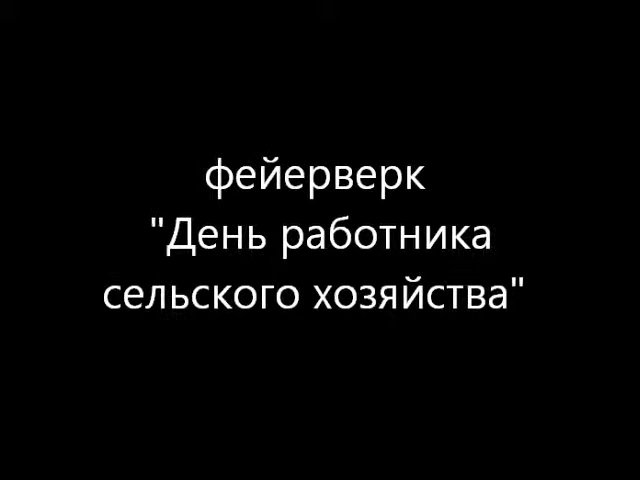 фейерверк
"День работника
сельского хозяйства"